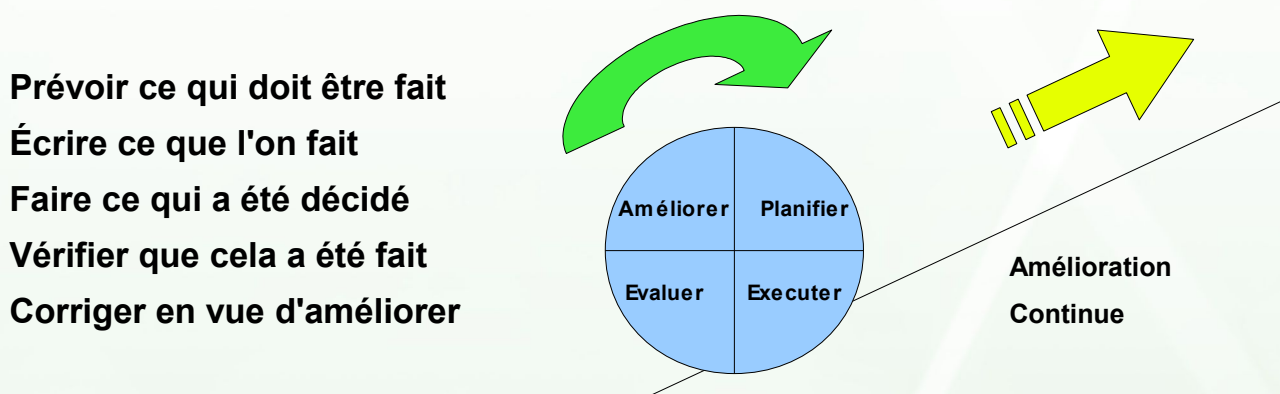 Prévoir ce qui doit être fait
Écrire ce que l'on fait
Faire ce qui a été décidé
Vérifier que cela a été fait
Corriger en vue d'améliorer
Améliorer Planifier
Evaluer Executer
Amélioration
Continue